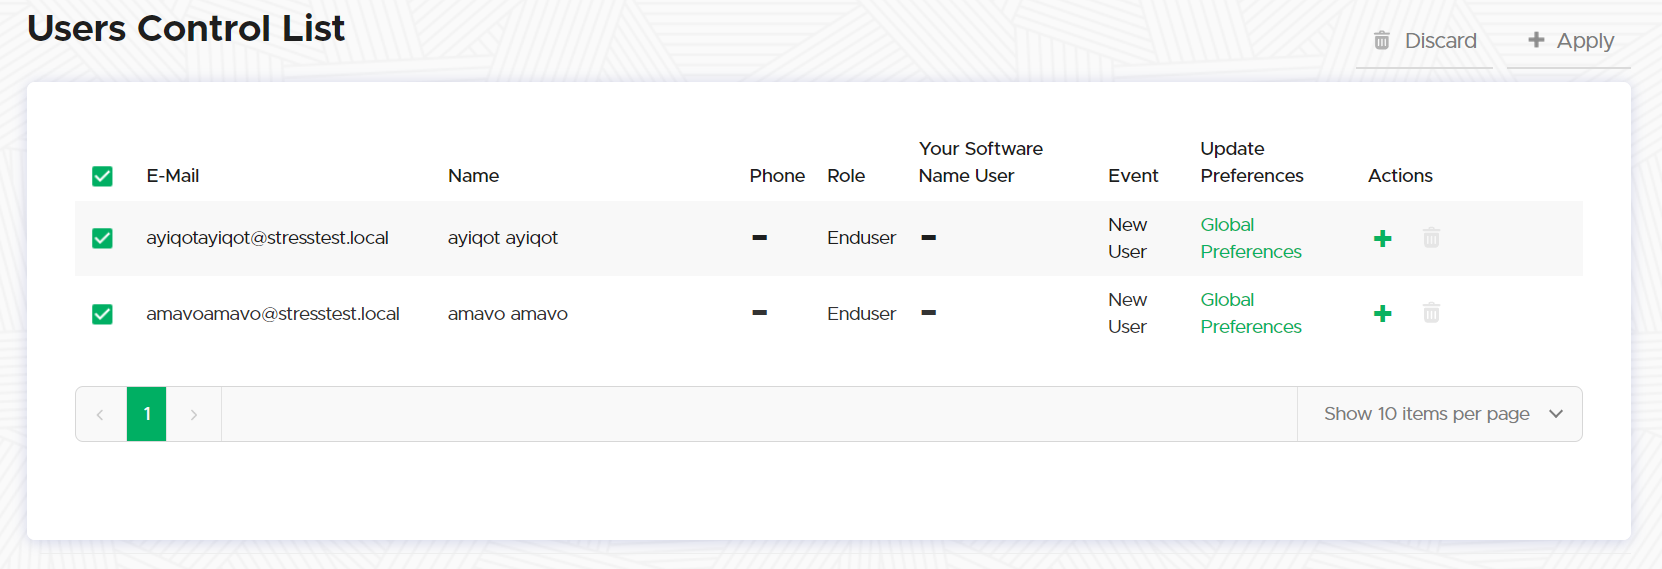 Users Control List
Discard
Apply
Your Software Update
E-Mail Name Phone Role Name User Event Preferences Actions
New Global
ayiqotayiqot@stresstest.local ayiqot ayiqot - Enduser -
User Preferences
New Global
amavoamavo@stresstest.local amavo amavo - Enduser -
User Preferences
1
Show 10 items per page